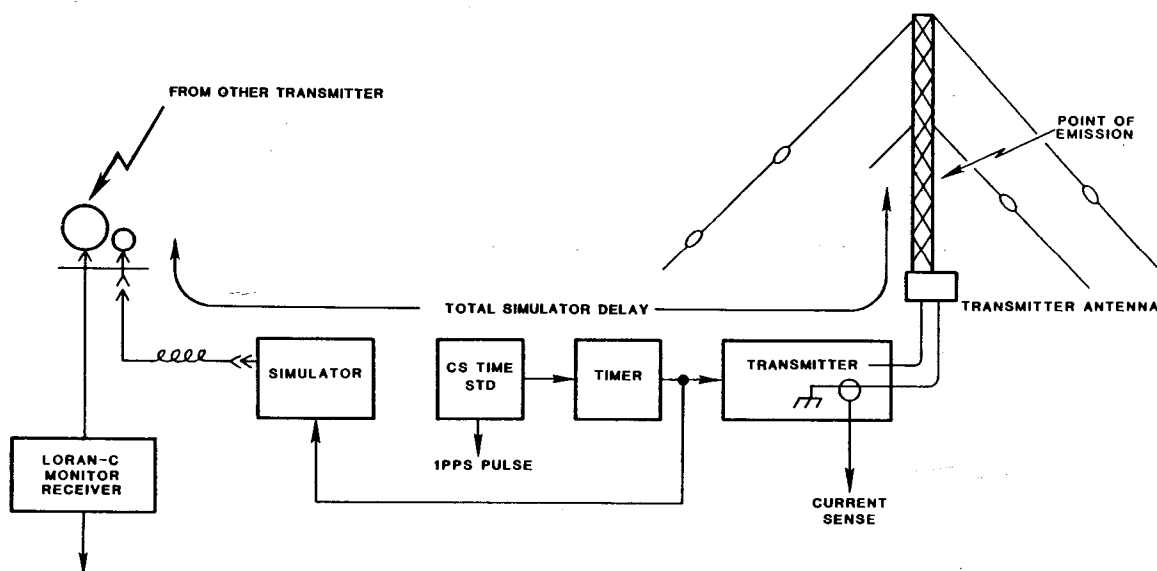 FROM OTHER TRANSMITTER
POINT OF
EMISSION
TOTAL SIMULATOR DELAY
TRANSMITTER ANTENNA
SIMULATOR
CS TIME
STD
TIMER
TRANSMITTER
LORAN-C
MONITOR
RECEIVER
1PPS PULSE
CURRENT
SENSE